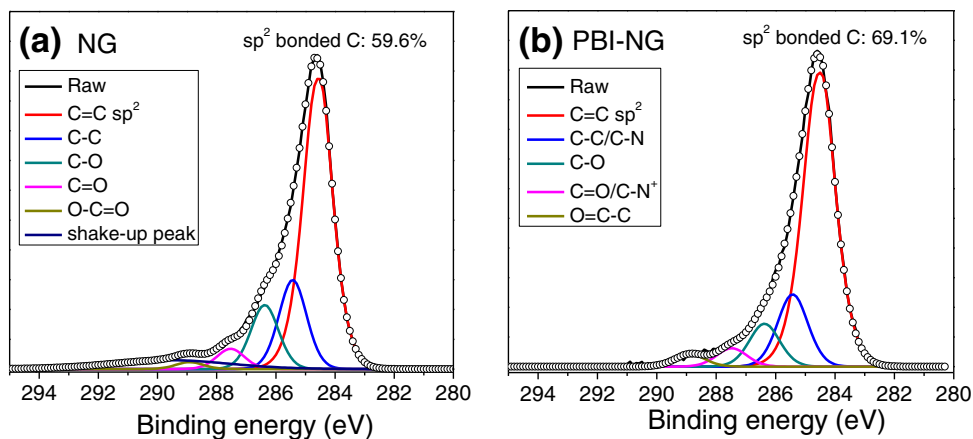 (a) NG
sp² bonded C: 59.6%
Raw
C=C sp²
C-C
C-O
C=O
O-C=O
shake-up peak
294 292 290 288 286 284 282 280
Binding energy (eV)
(b) PBI-NG
sp² bonded C: 69.1%
Raw
C=C sp²
C-C/C-N
C-O
C=O/C-N⁺
O=C-C
294 292 290 288 286 284 282 280
Binding energy (eV)